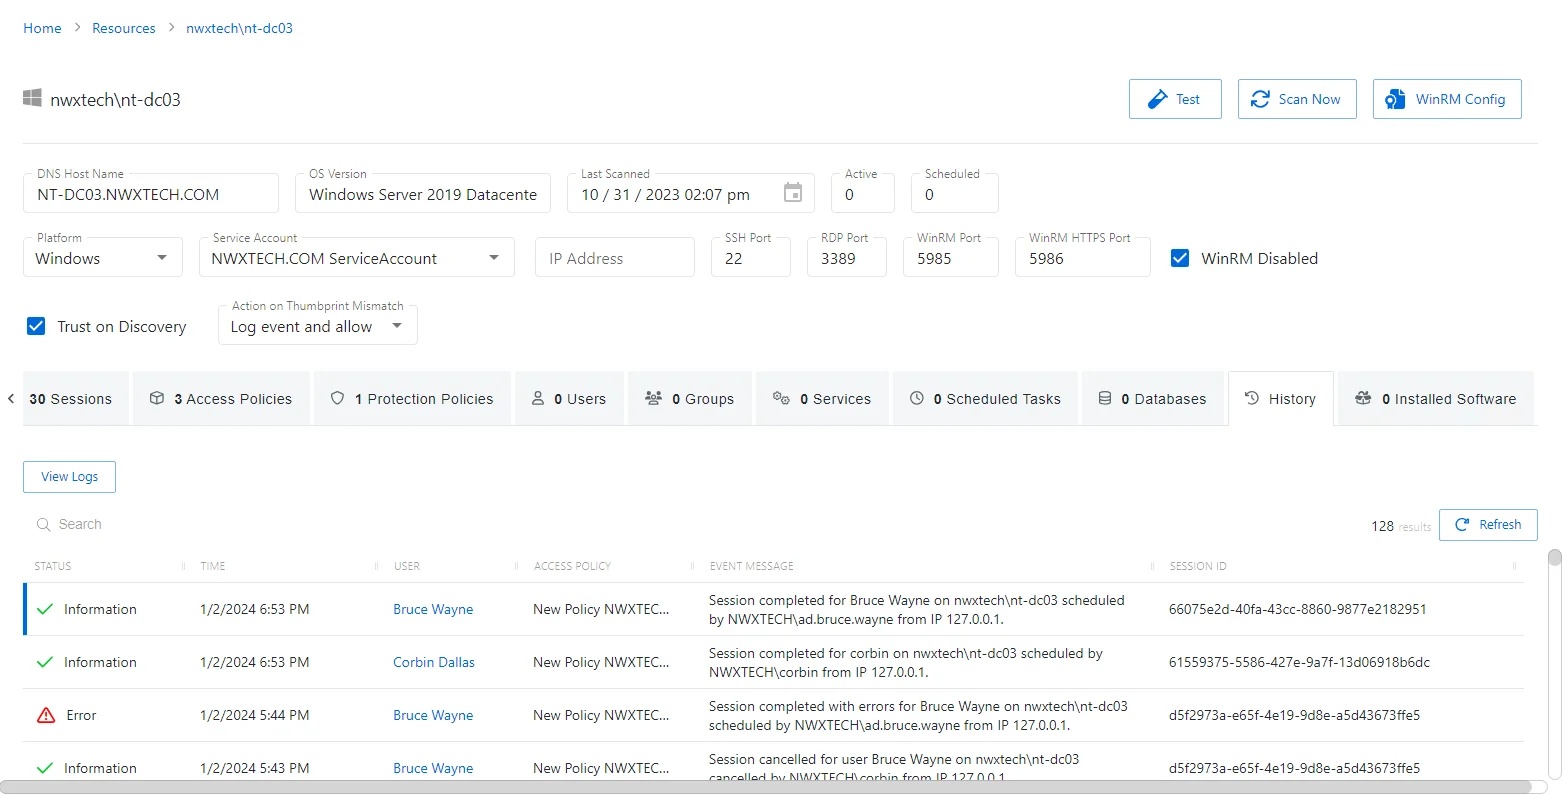 Home > Resources > nwxtech\nt-dc03
nwxtech\nt-dc03
Test
Scan Now
WinRM Config
DNS Host Name
NT-DC03.NWXTECH.COM
OS Version
Windows Server 2019 Datacente
Last Scanned
10 / 31 / 2023 02:07 pm
Active
0
Scheduled
0
Platform
Windows
Service Account
NWXTECH.COM ServiceAccount
IP Address
SSH Port
22
RDP Port
3389
WinRM Port
5985
WinRM HTTPS Port
5986
WinRM Disabled
Trust on Discovery
Action on Thumbprint Mismatch
Log event and allow
30 Sessions
3 Access Policies
1 Protection Policies
0 Users
0 Groups
0 Services
0 Scheduled Tasks
0 Databases
History
0 Installed Software
View Logs
Search
128 results
Refresh
STATUS TIME USER ACCESS POLICY EVENT MESSAGE SESSION ID
Information 1/2/2024 6:53 PM Bruce Wayne New Policy NWXTEC... Session completed for Bruce Wayne on nwxtech\nt-dc03 scheduled
by NWXTECH\ad.bruce.wayne from IP 127.0.0.1.
66075e2d-40fa-43cc-8860-9877e2182951
Information 1/2/2024 6:53 PM Corbin Dallas New Policy NWXTEC... Session completed for corbin on nwxtech\nt-dc03 scheduled by
NWXTECH\corbin from IP 127.0.0.1.
61559375-5586-427e-9a7f-13d06918b6dc
Error 1/2/2024 5:44 PM Bruce Wayne New Policy NWXTEC... Session completed with errors for Bruce Wayne on nwxtech\nt-dc03
scheduled by NWXTECH\ad.bruce.wayne from IP 127.0.0.1.
d5f2973a-e65f-4e19-9d8e-a5d43673ffe5
Information 1/2/2024 5:43 PM Bruce Wayne New Policy NWXTEC... Session cancelled for user Bruce Wayne on nwxtech\nt-dc03
cancelled by NWXTECH\corbin from IP 127.0.0.1.
d5f2973a-e65f-4e19-9d8e-a5d43673ffe5